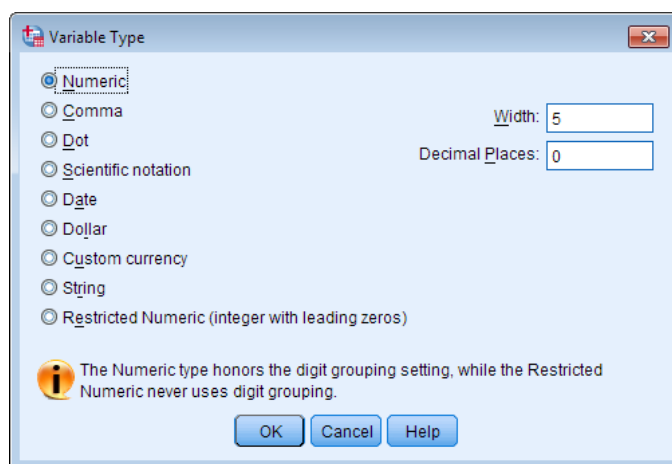 Variable Type
Numeric
Comma
Width: 5
Dot
Decimal Places: 0
Scientific notation
Date
Dollar
Custom currency
String
Restricted Numeric (integer with leading zeros)
The Numeric type honors the digit grouping setting, while the Restricted
Numeric never uses digit grouping.
OK Cancel Help